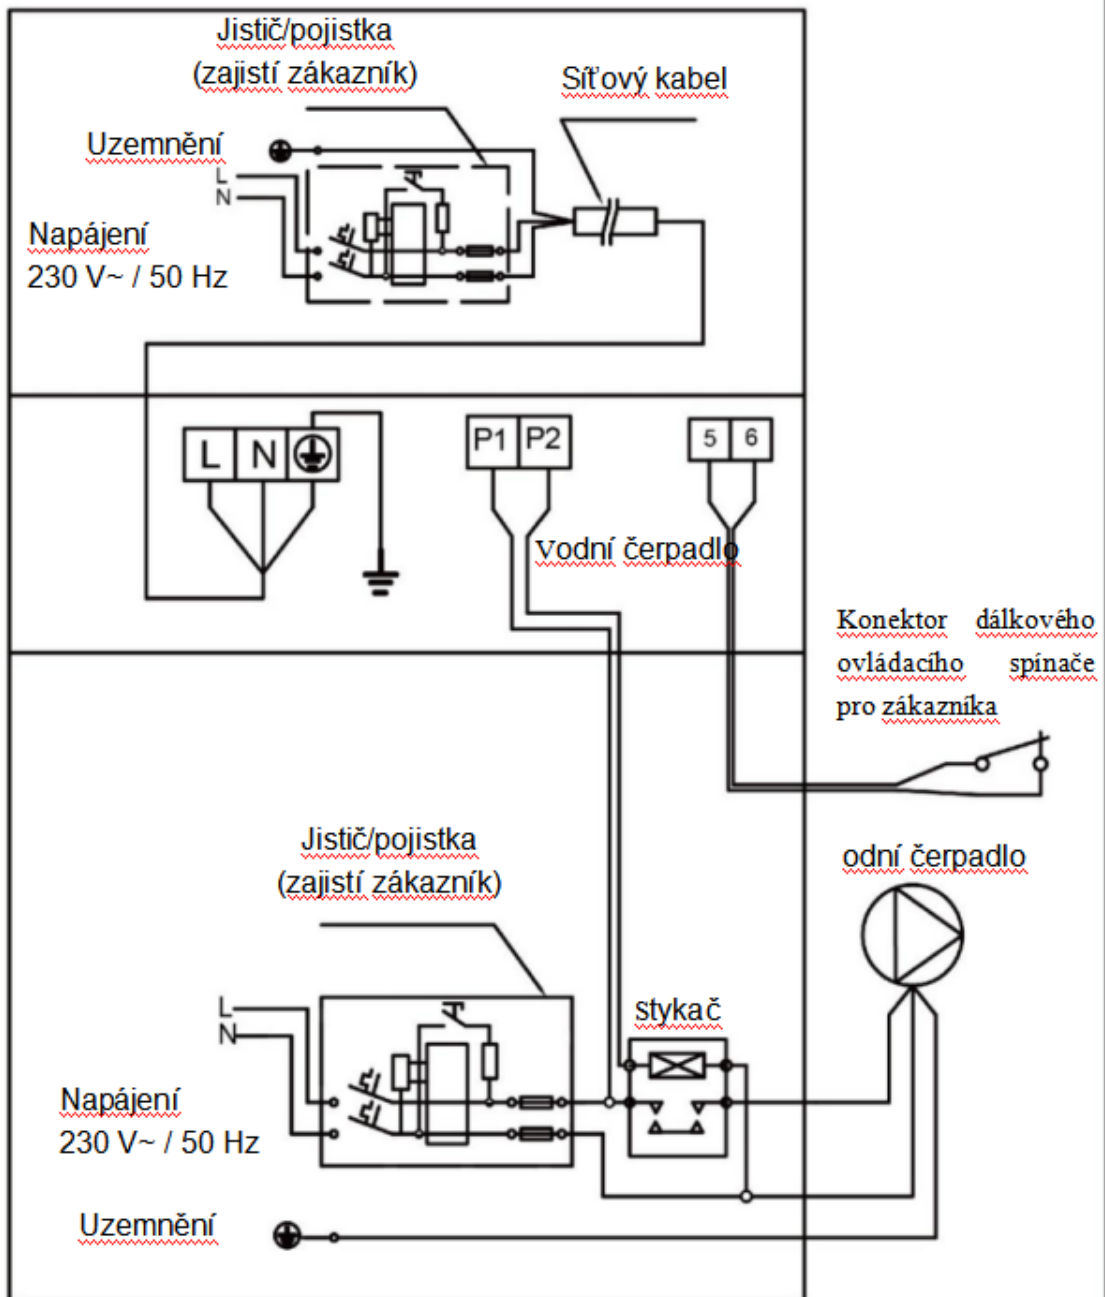 Jistič/pojistka
(zajistí zákazník)
Síťový kabel
Uzemnění
L
N
Napájení
230 V~ / 50 Hz
L N
P1 P2
5 6
Vodní čerpadlo
Konektor dálkového
ovládacího spínače
pro zákazníka
Jistič/pojistka
(zajistí zákazník)
odní čerpadlo
Stykač
L
N
Napájení
230 V~ / 50 Hz
Uzemnění